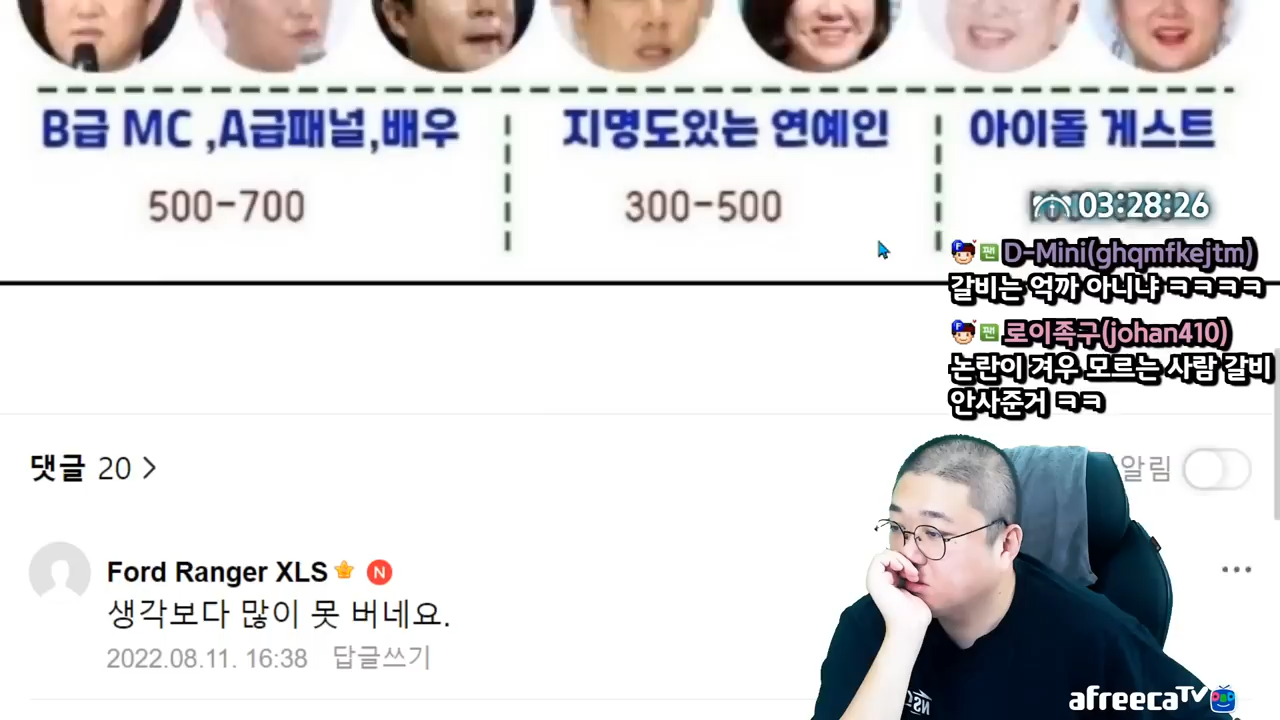 B급 MC ,A급패널,배우
지명도있는 연예인
아이돌 게스트
500-700
300-500
03:28:26
팬 D-Mini(ghqmfkejtm)
갈비는 억까 아니냐 ㅋㅋㅋㅋ
팬 로이족구(johan410)
논란이 겨우 모르는 사람 갈비
안사준거 ㅋㅋ
댓글 20 >
알림
Ford Ranger XLS N
생각보다 많이 못 버네요.
2022.08.11. 16:38 답글쓰기
afreecaTV